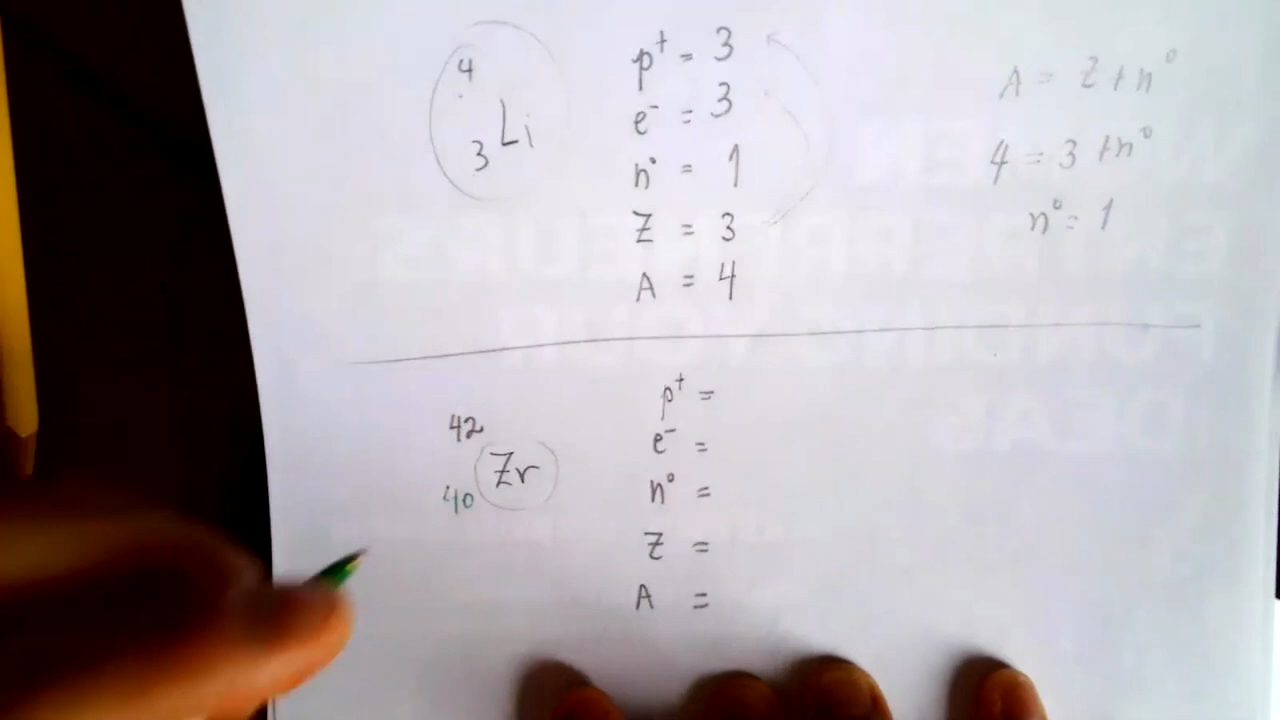 4
3 Li
p⁺ = 3
e⁻ = 3
n° = 1
Z = 3
A = 4
A = Z + n°
4 = 3 + n°
n° = 1
42
40 Zr
p⁺ =
e⁻ =
n° =
Z =
A =